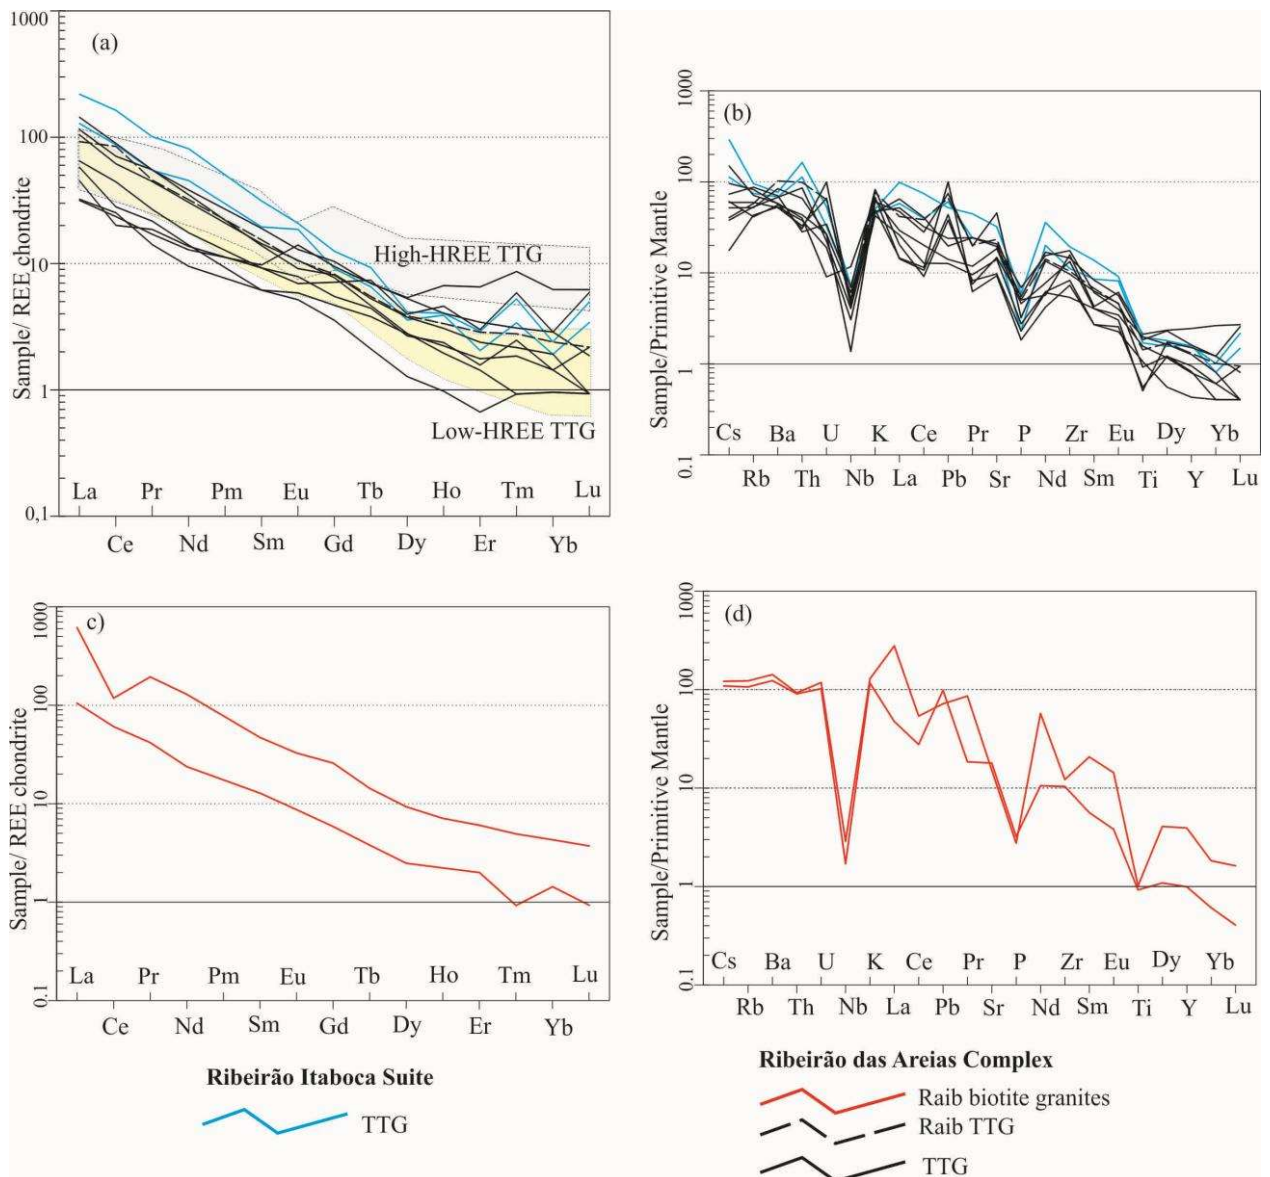 (a)
1000
100
10
1
0,1
Sample/ REE chondrite
High-HREE TTG
Low-HREE TTG
La Pr Pm Eu Tb Ho Tm Lu
Ce Nd Sm Gd Dy Er Yb
(b)
1000
100
10
1
0.1
Sample/Primitive Mantle
Cs Ba U K Ce Pr P Zr Eu Dy Yb
Rb Th Nb La Pb Sr Nd Sm Ti Y Lu
c)
1000
100
10
1
0.1
Sample/ REE chondrite
La Pr Pm Eu Tb Ho Tm Lu
Ce Nd Sm Gd Dy Er Yb
(d)
1000
100
10
1
0.1
Sample/Primitive Mantle
Cs Ba U K La Ce Pr P Zr Eu Dy Yb
Rb Th Nb Pb Sr Nd Sm Ti Y Lu
Ribeirão Itaboca Suite
TTG
Ribeirão das Areias Complex
Raib biotite granites
Raib TTG
TTG